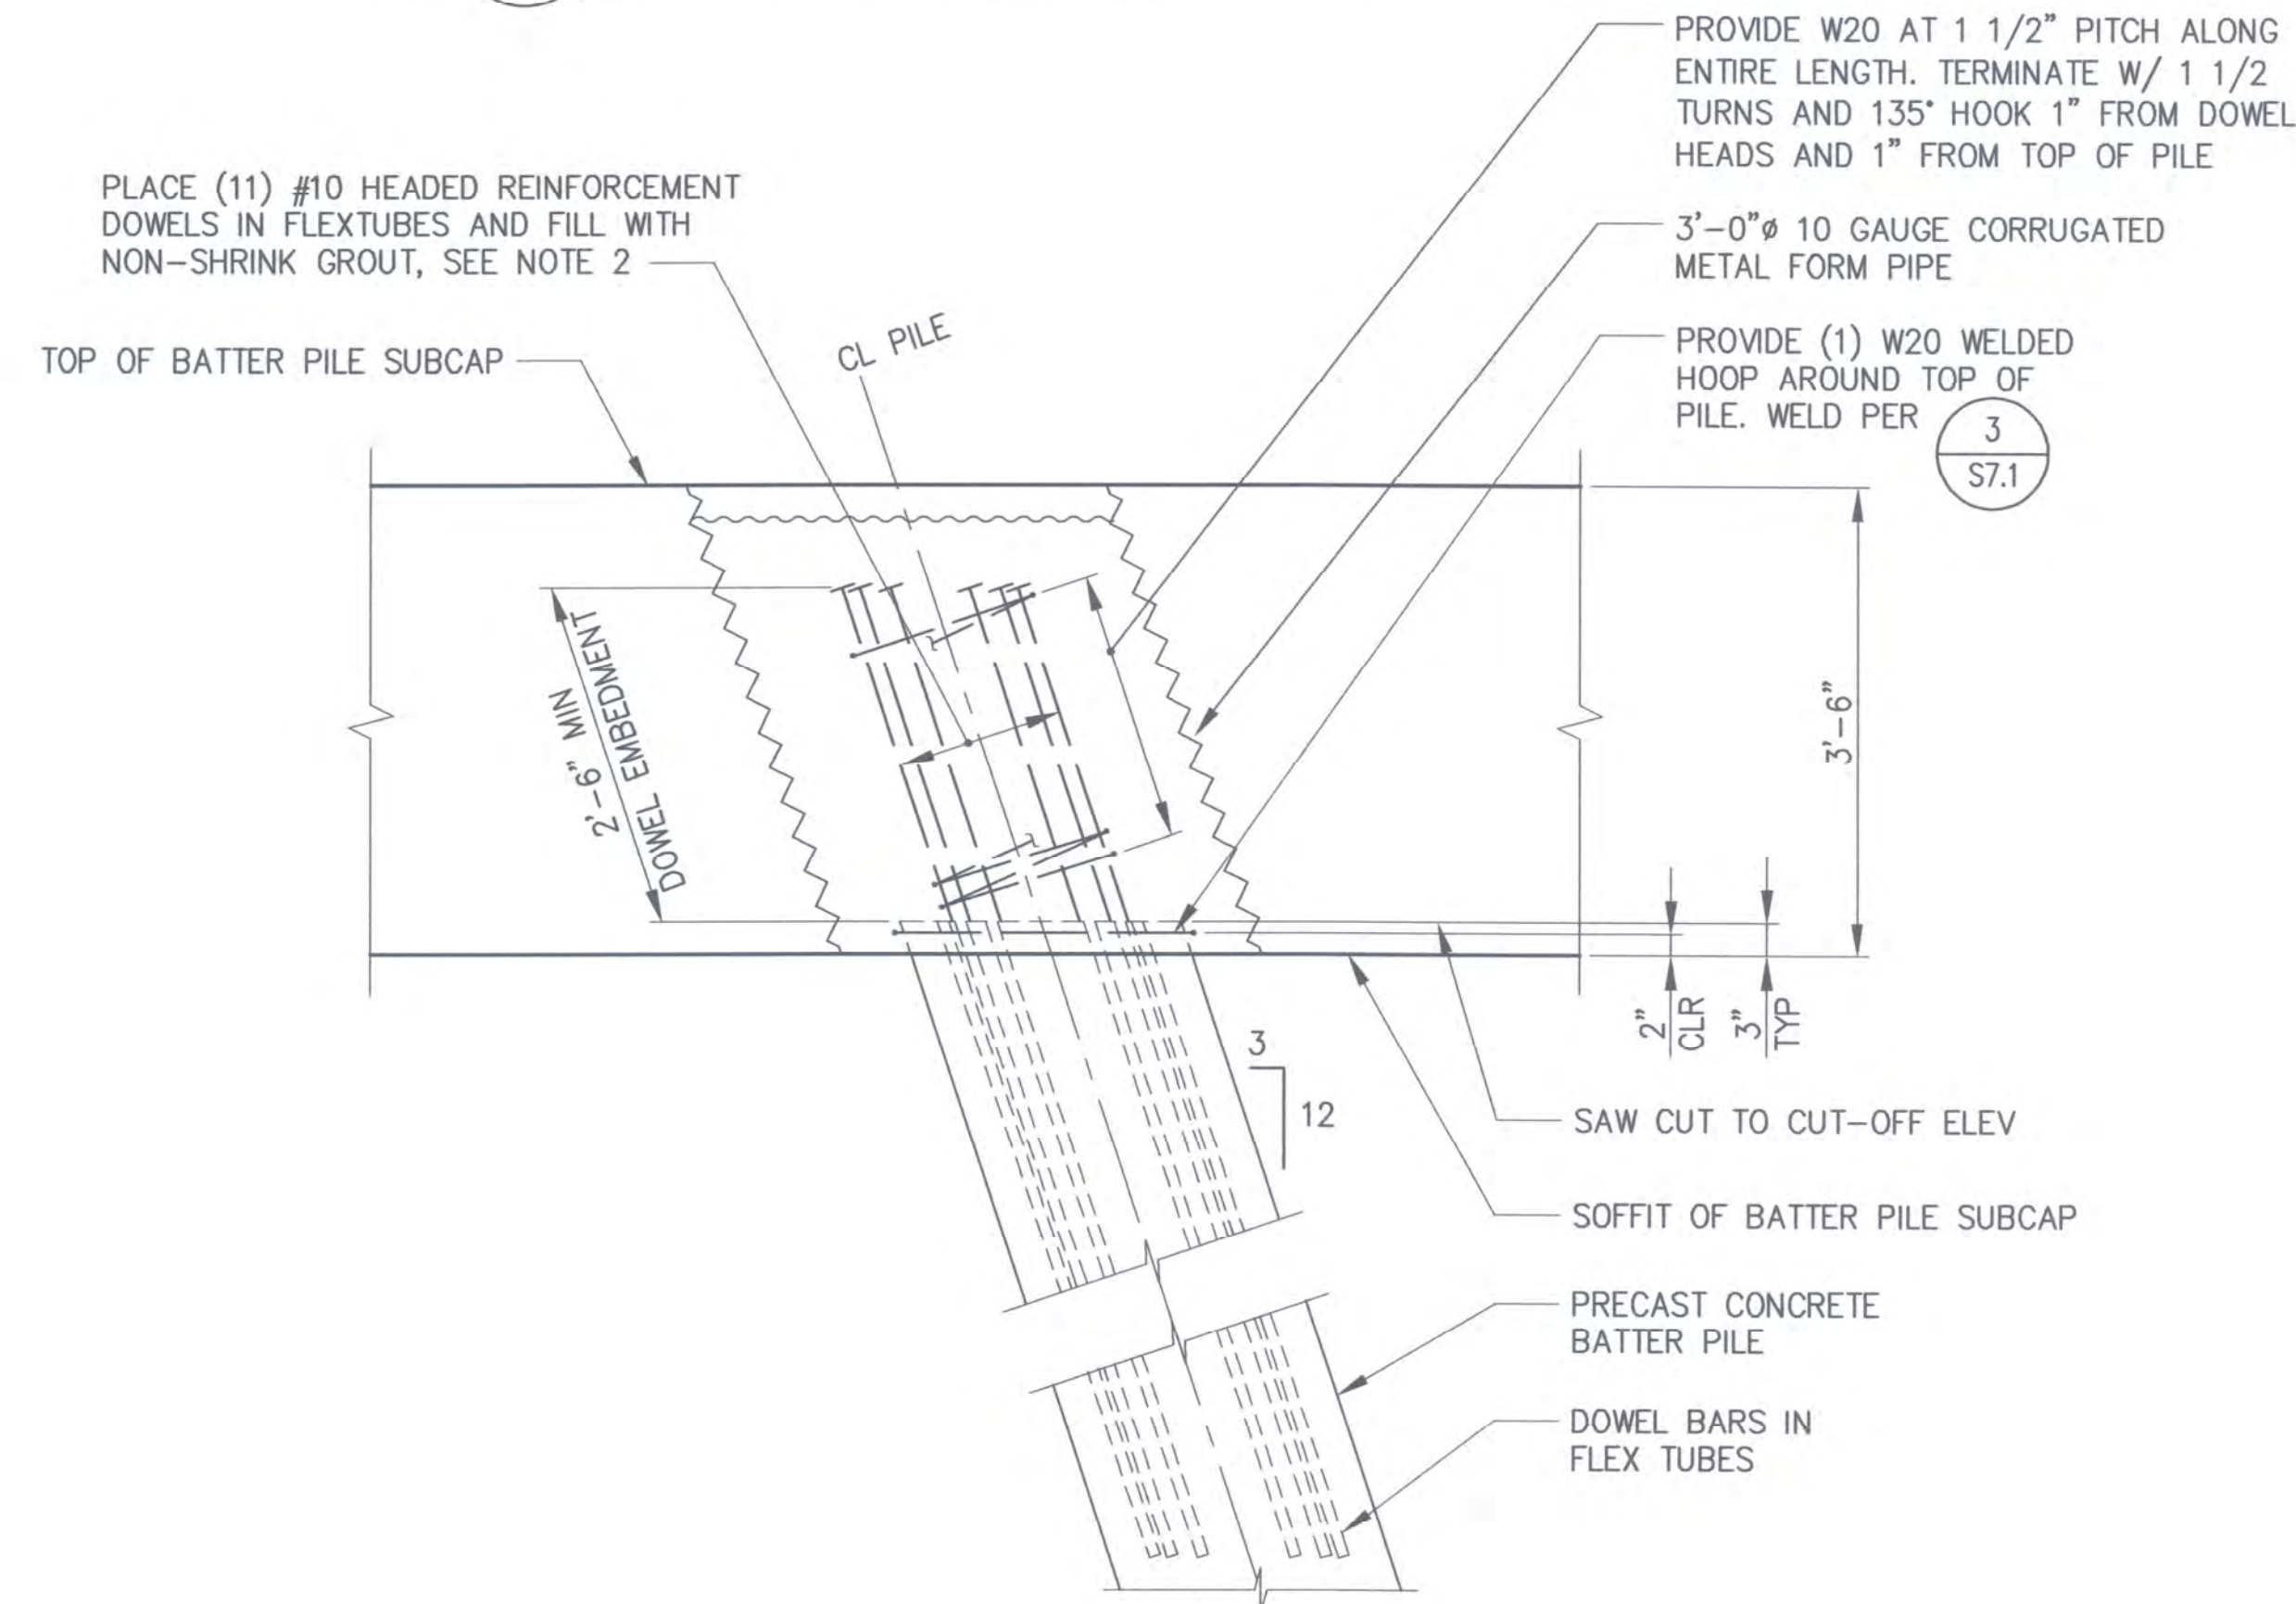 PROVIDE W20 AT 1 1/2" PITCH ALONG
ENTIRE LENGTH. TERMINATE W/ 1 1/2
TURNS AND 135° HOOK 1" FROM DOWEL
HEADS AND 1" FROM TOP OF PILE
PLACE (11) #10 HEADED REINFORCEMENT
DOWELS IN FLEXTUBES AND FILL WITH
NON-SHRINK GROUT, SEE NOTE 2
3'-0"ø 10 GAUGE CORRUGATED
METAL FORM PIPE
TOP OF BATTER PILE SUBCAP
CL PILE
PROVIDE (1) W20 WELDED
HOOP AROUND TOP OF
PILE. WELD PER
3
S7.1
2'-6" MIN
DOWEL EMBEDMENT
3'-6"
2"
CLR
3"
TYP
3
12
SAW CUT TO CUT-OFF ELEV
SOFFIT OF BATTER PILE SUBCAP
PRECAST CONCRETE
BATTER PILE
DOWEL BARS IN
FLEX TUBES